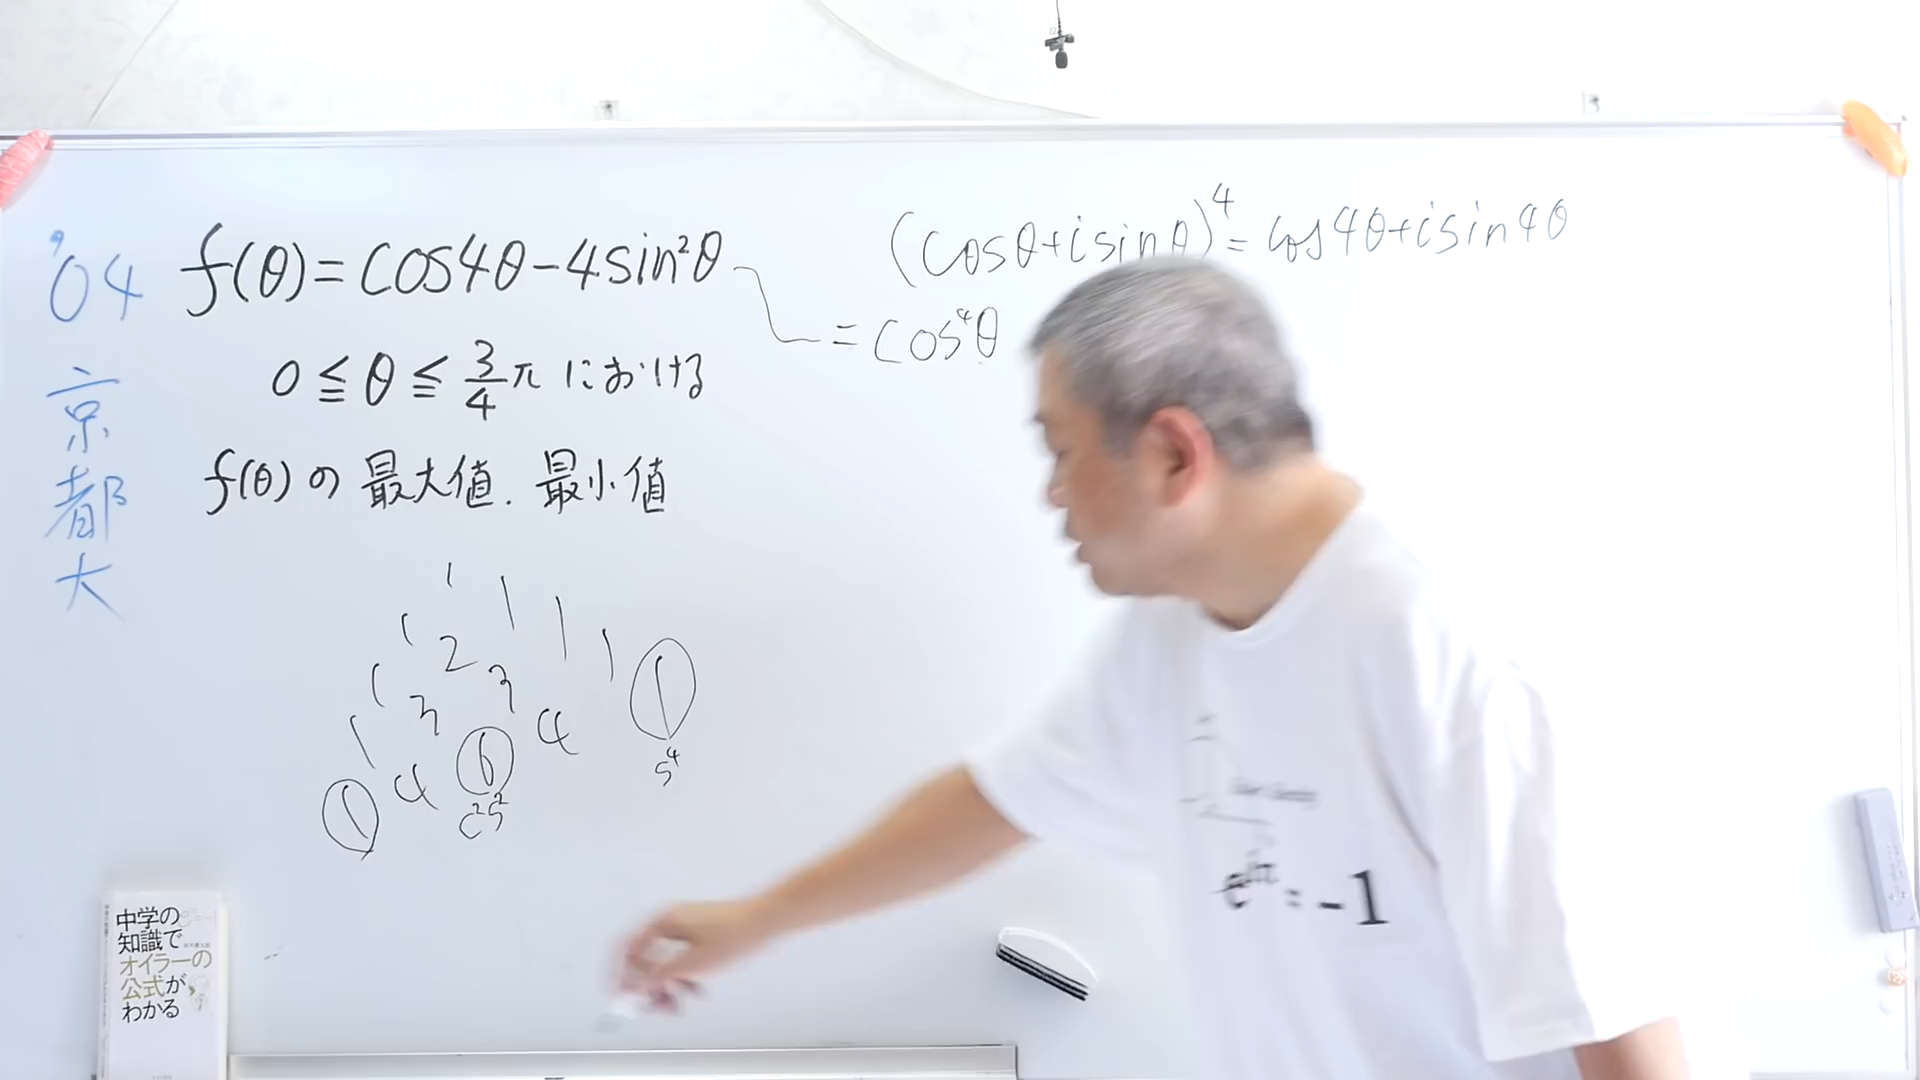 '04 京都大
f(θ)=cos4θ-4sin²θ
0≦θ≦3/4π における
f(θ)の最大値.最小値
(cosθ+isinθ)⁴=cos4θ+isin4θ
=cos⁴θ
1
1 1
1 2 1
1 3 3 1
1 4 6 4 1
c²s² s⁴
中学の
知識で
オイラーの
公式が
わかる
e^iπ=-1